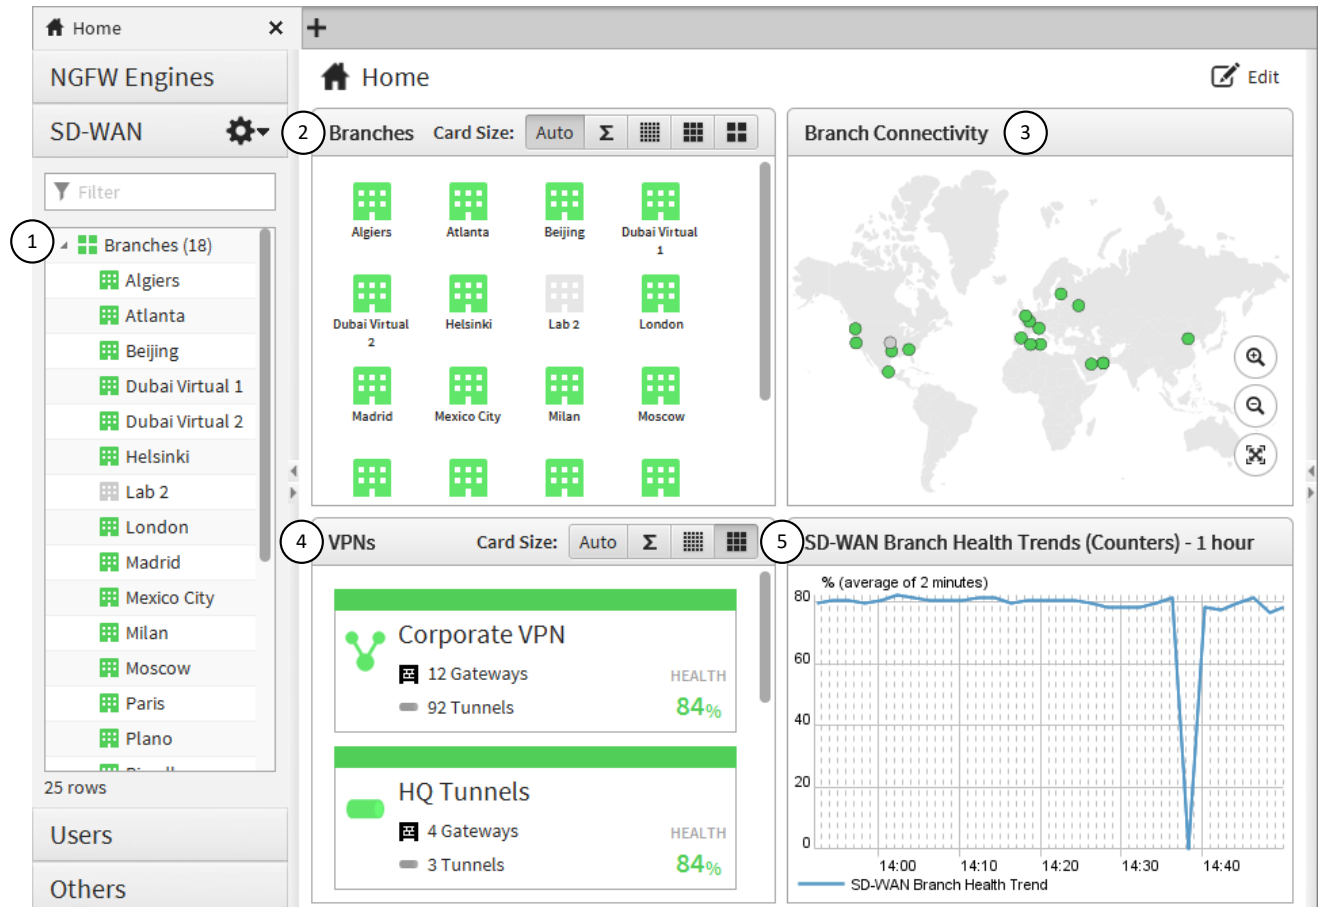 Home
NGFW Engines
Home
Edit
SD-WAN
Filter
1
Branches (18)
Algiers
Atlanta
Beijing
Dubai Virtual 1
Dubai Virtual 2
Helsinki
Lab 2
London
Madrid
Mexico City
Milan
Moscow
Paris
Plano
25 rows
Users
Others
2
Branches Card Size: Auto Σ
Algiers Atlanta Beijing Dubai Virtual
1
Dubai Virtual Helsinki Lab 2 London
2
Madrid Mexico City Milan Moscow
Branch Connectivity 3
4
VPNs Card Size: Auto Σ
Corporate VPN
12 Gateways HEALTH
92 Tunnels 84%
HQ Tunnels
4 Gateways HEALTH
3 Tunnels 84%
5
SD-WAN Branch Health Trends (Counters) - 1 hour
% (average of 2 minutes)
80
60
40
20
0
14:00 14:10 14:20 14:30 14:40
SD-WAN Branch Health Trend